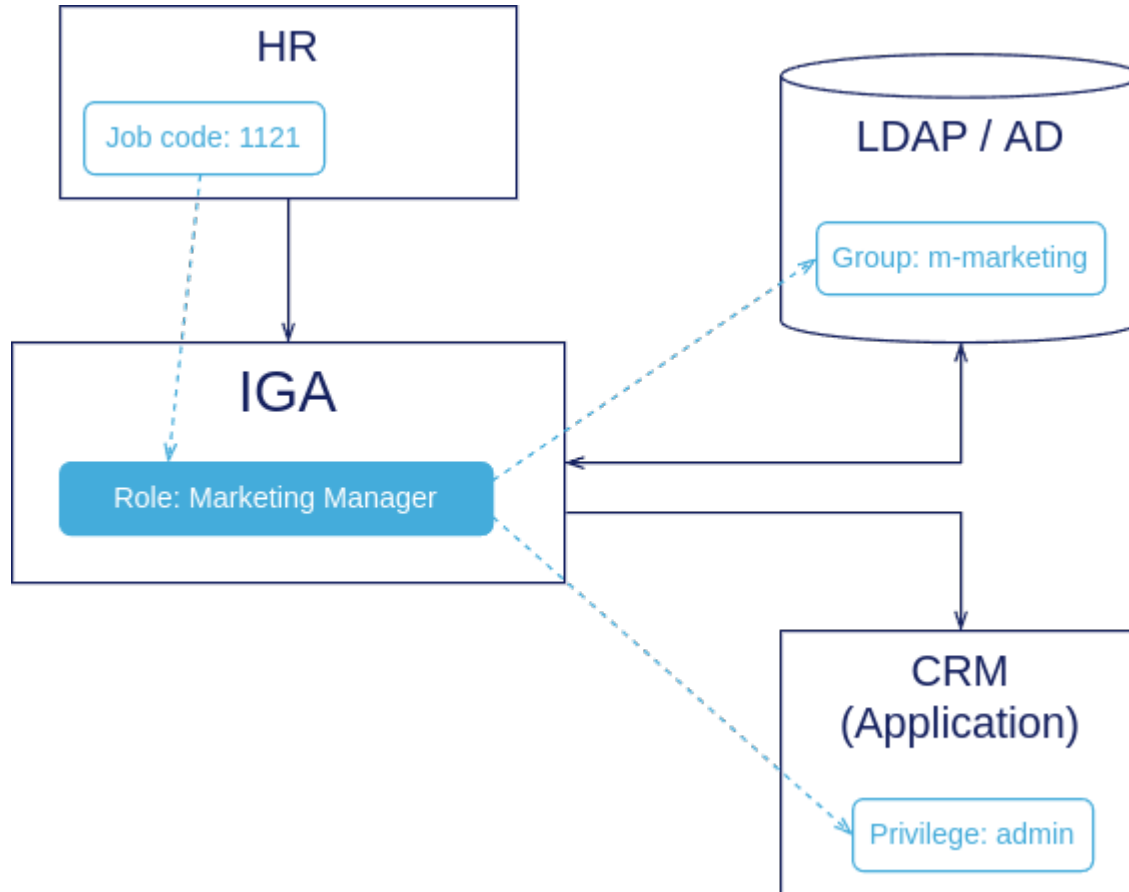 HR
Job code: 1121
LDAP / AD
Group: m-marketing
IGA
Role: Marketing Manager
CRM
(Application)
Privilege: admin